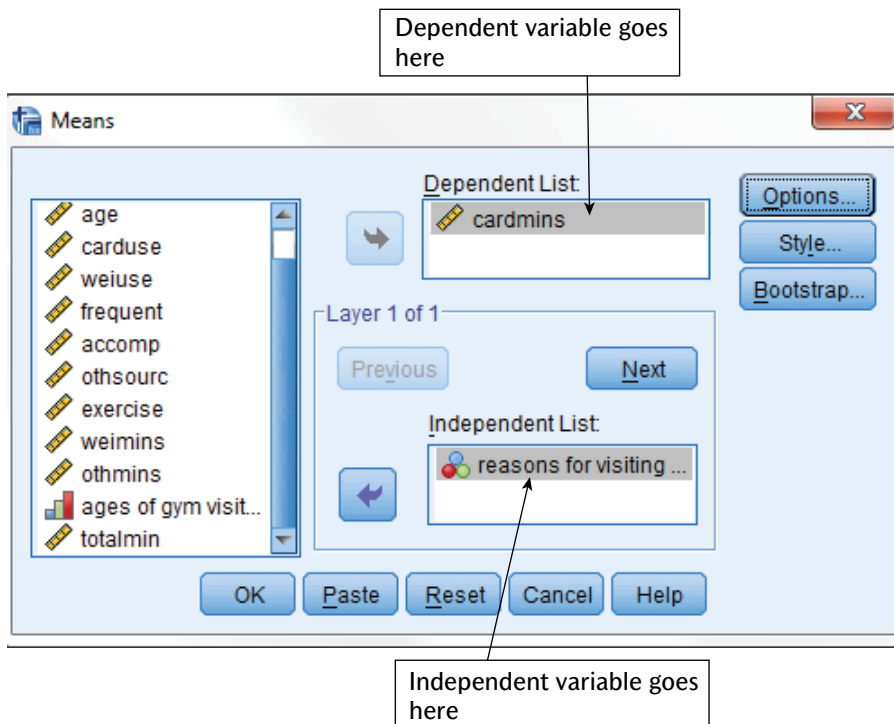 Dependent variable goes
here
Means
Dependent List:
cardmins
Options...
Style...
Bootstrap...
age
carduse
weiuse
frequent
accomp
othsourc
exercise
weimins
othmins
ages of gym visit...
totalmin
Layer 1 of 1
Previous
Next
Independent List:
reasons for visiting ...
OK
Paste
Reset
Cancel
Help
Independent variable goes
here